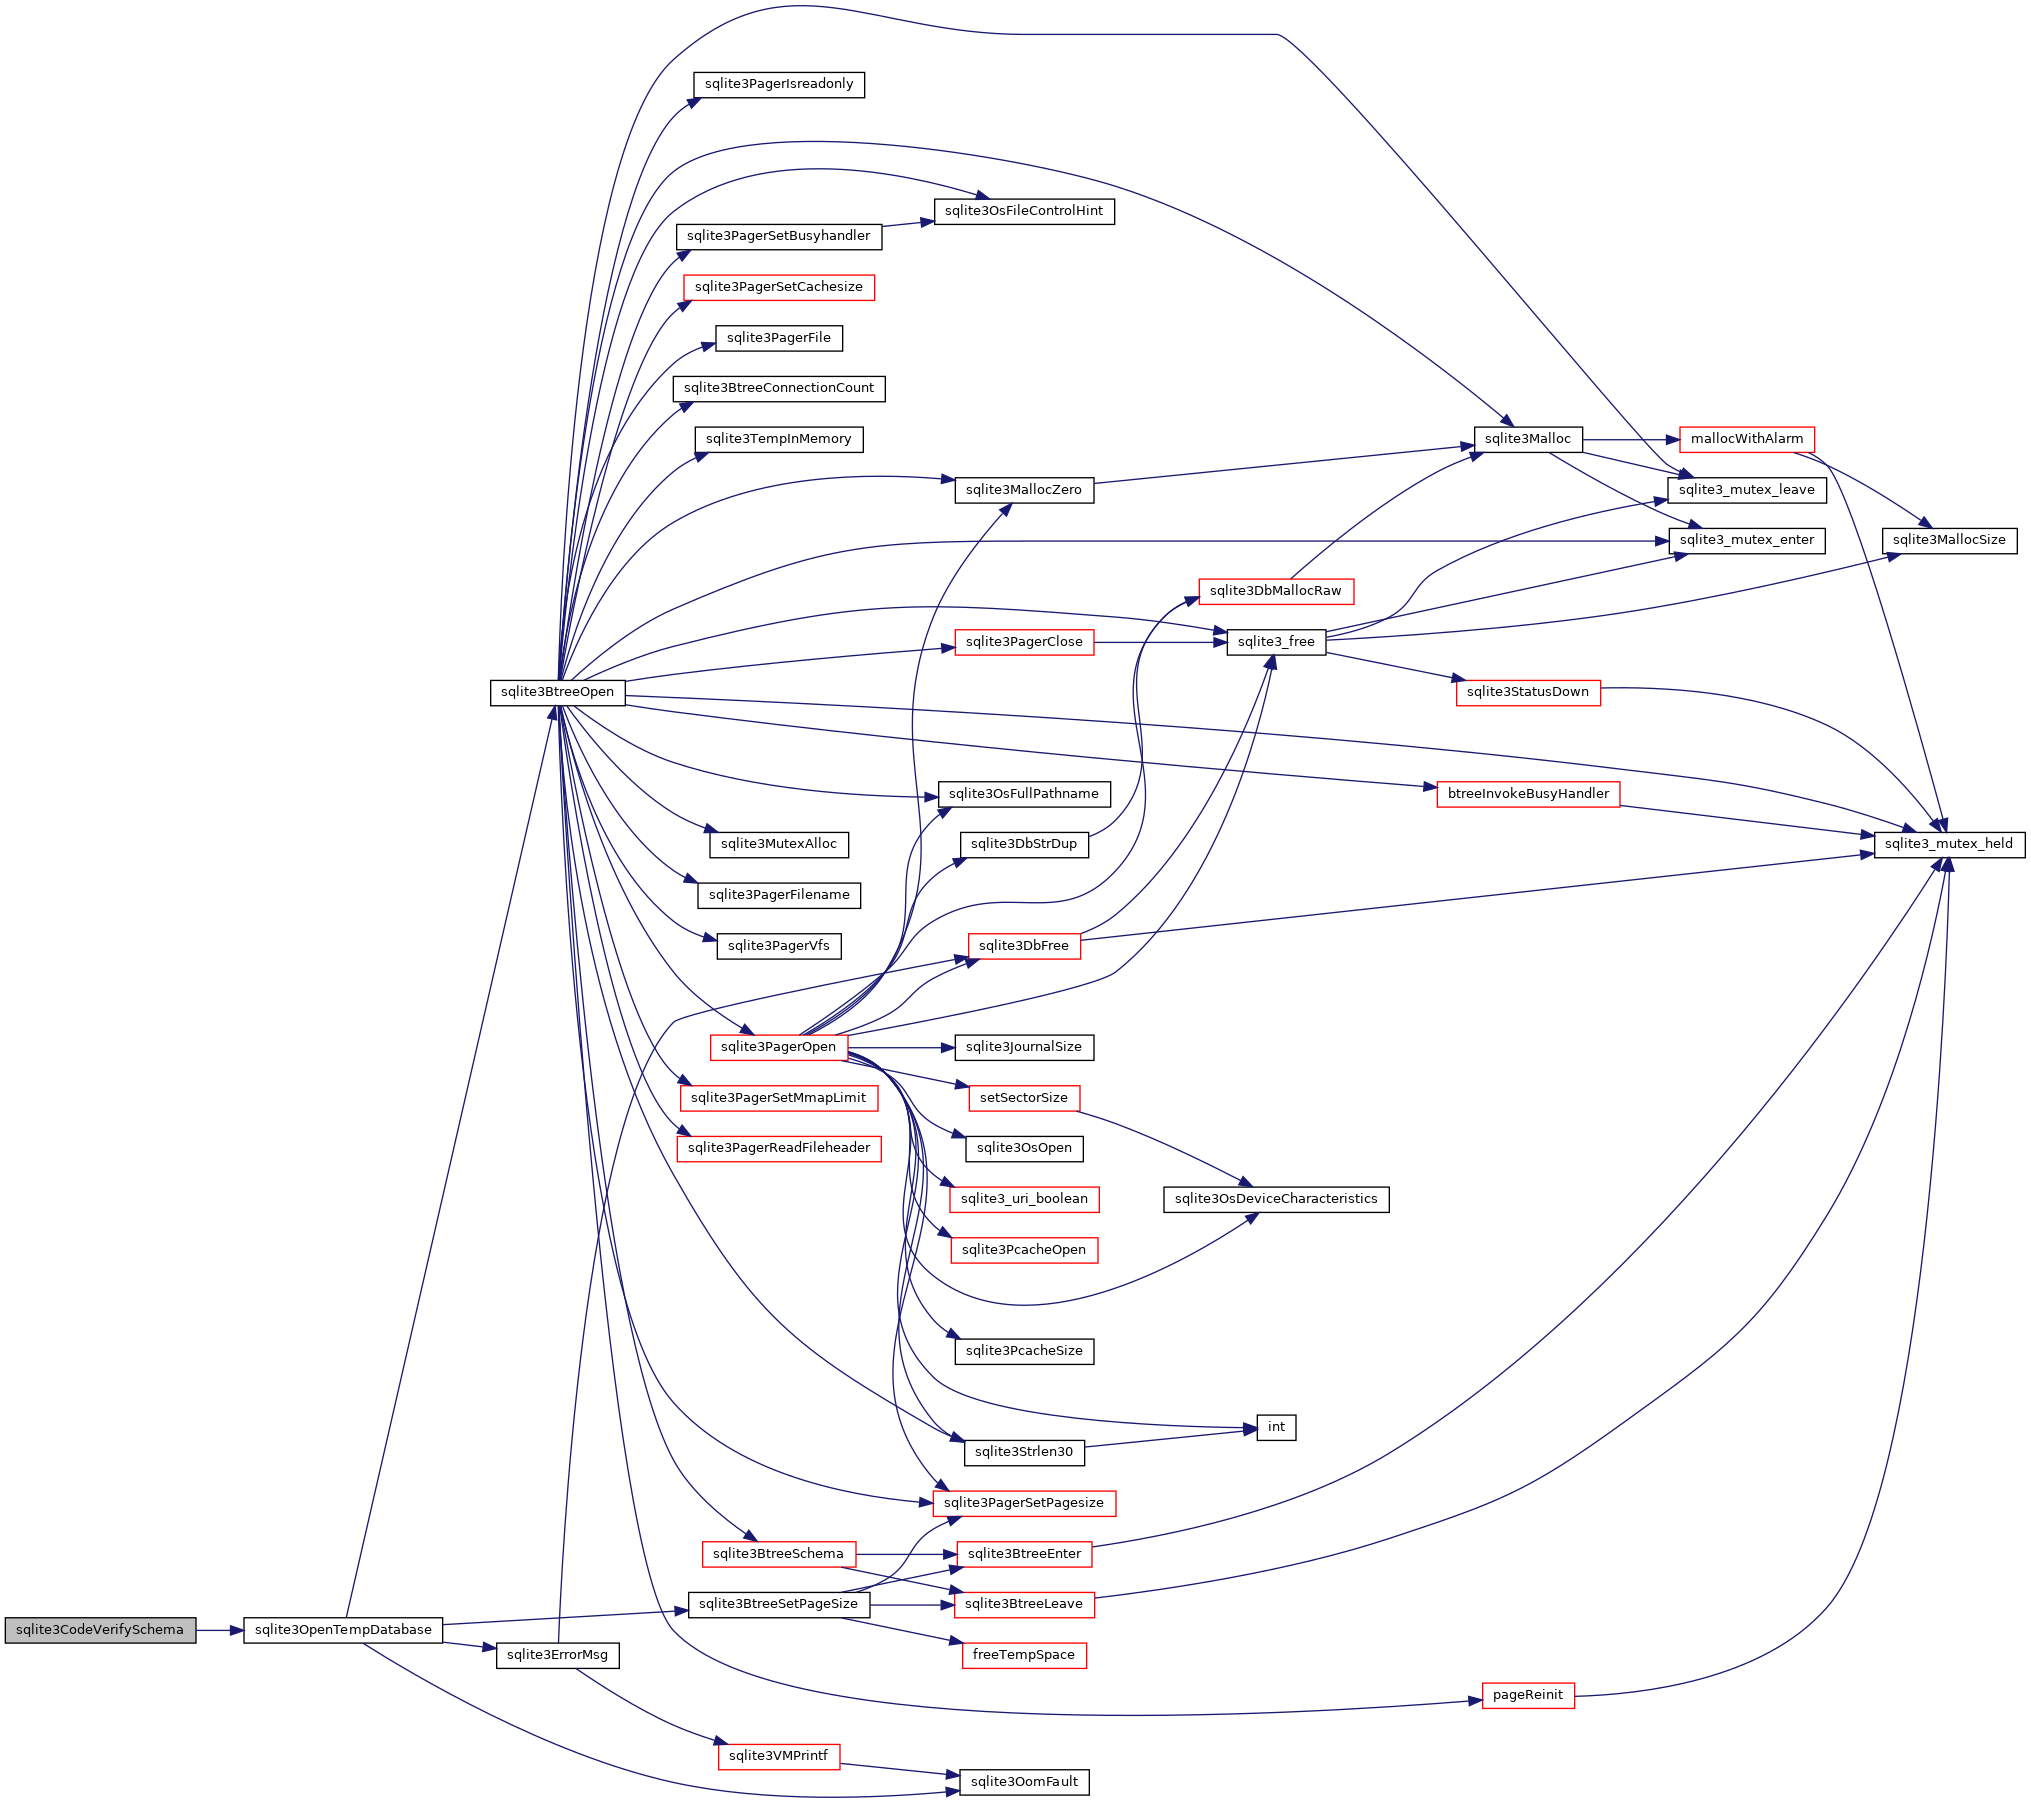 sqlite3PagerIsreadonly
sqlite3OsFileControlHint
sqlite3PagerSetBusyhandler
sqlite3PagerSetCachesize
sqlite3PagerFile
sqlite3BtreeConnectionCount
sqlite3TempInMemory
sqlite3Malloc
mallocWithAlarm
sqlite3MallocZero
sqlite3_mutex_leave
sqlite3_mutex_enter
sqlite3MallocSize
sqlite3DbMallocRaw
sqlite3PagerClose
sqlite3_free
sqlite3BtreeOpen
sqlite3StatusDown
sqlite3OsFullPathname
btreeInvokeBusyHandler
sqlite3MutexAlloc
sqlite3DbStrDup
sqlite3_mutex_held
sqlite3PagerFilename
sqlite3PagerVfs
sqlite3DbFree
sqlite3PagerOpen
sqlite3JournalSize
sqlite3PagerSetMmapLimit
setSectorSize
sqlite3PagerReadFileheader
sqlite3OsOpen
sqlite3_uri_boolean
sqlite3OsDeviceCharacteristics
sqlite3PcacheOpen
sqlite3PcacheSize
int
sqlite3Strlen30
sqlite3PagerSetPagesize
sqlite3BtreeSchema
sqlite3BtreeEnter
sqlite3BtreeSetPageSize
sqlite3BtreeLeave
sqlite3CodeVerifySchema
sqlite3OpenTempDatabase
sqlite3ErrorMsg
freeTempSpace
pageReinit
sqlite3VMPrintf
sqlite3OomFault